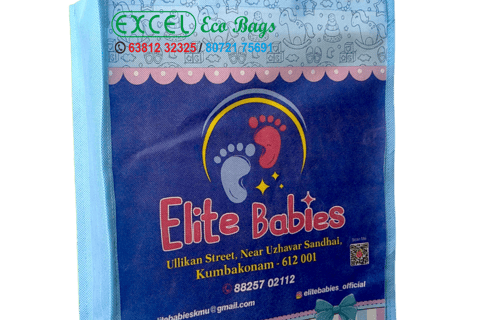 EXCEL Eco Bags
63812 32325 / 80721 75691
Elite Babies
Ullikan Street, Near Uzhavar Sandhai,
Kumbakonam - 612 001
88257 02112
elitebabies_official